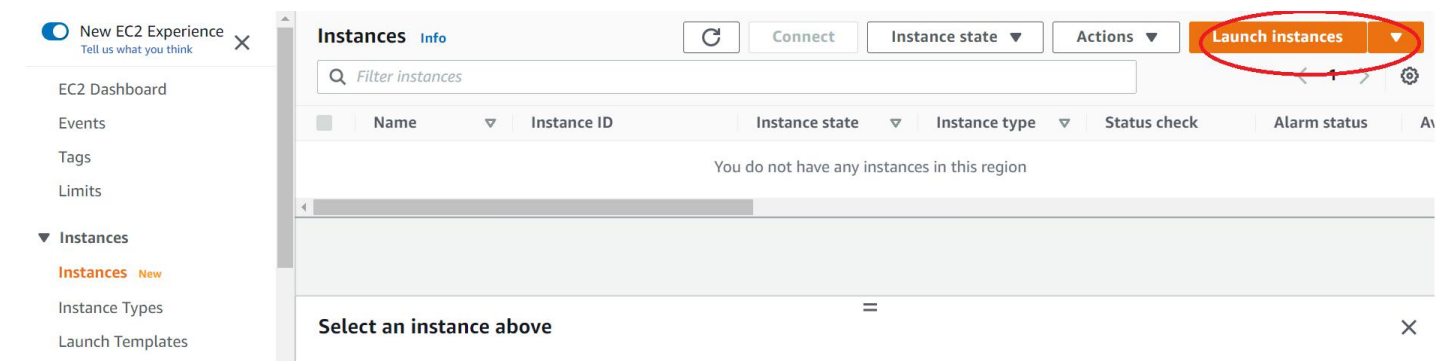 New EC2 Experience
Tell us what you think
EC2 Dashboard
Events
Tags
Limits
Instances
Instances New
Instance Types
Launch Templates
Instances Info
Connect Instance state Actions Launch instances
Filter instances
1
Name Instance ID Instance state Instance type Status check Alarm status
You do not have any instances in this region
Select an instance above